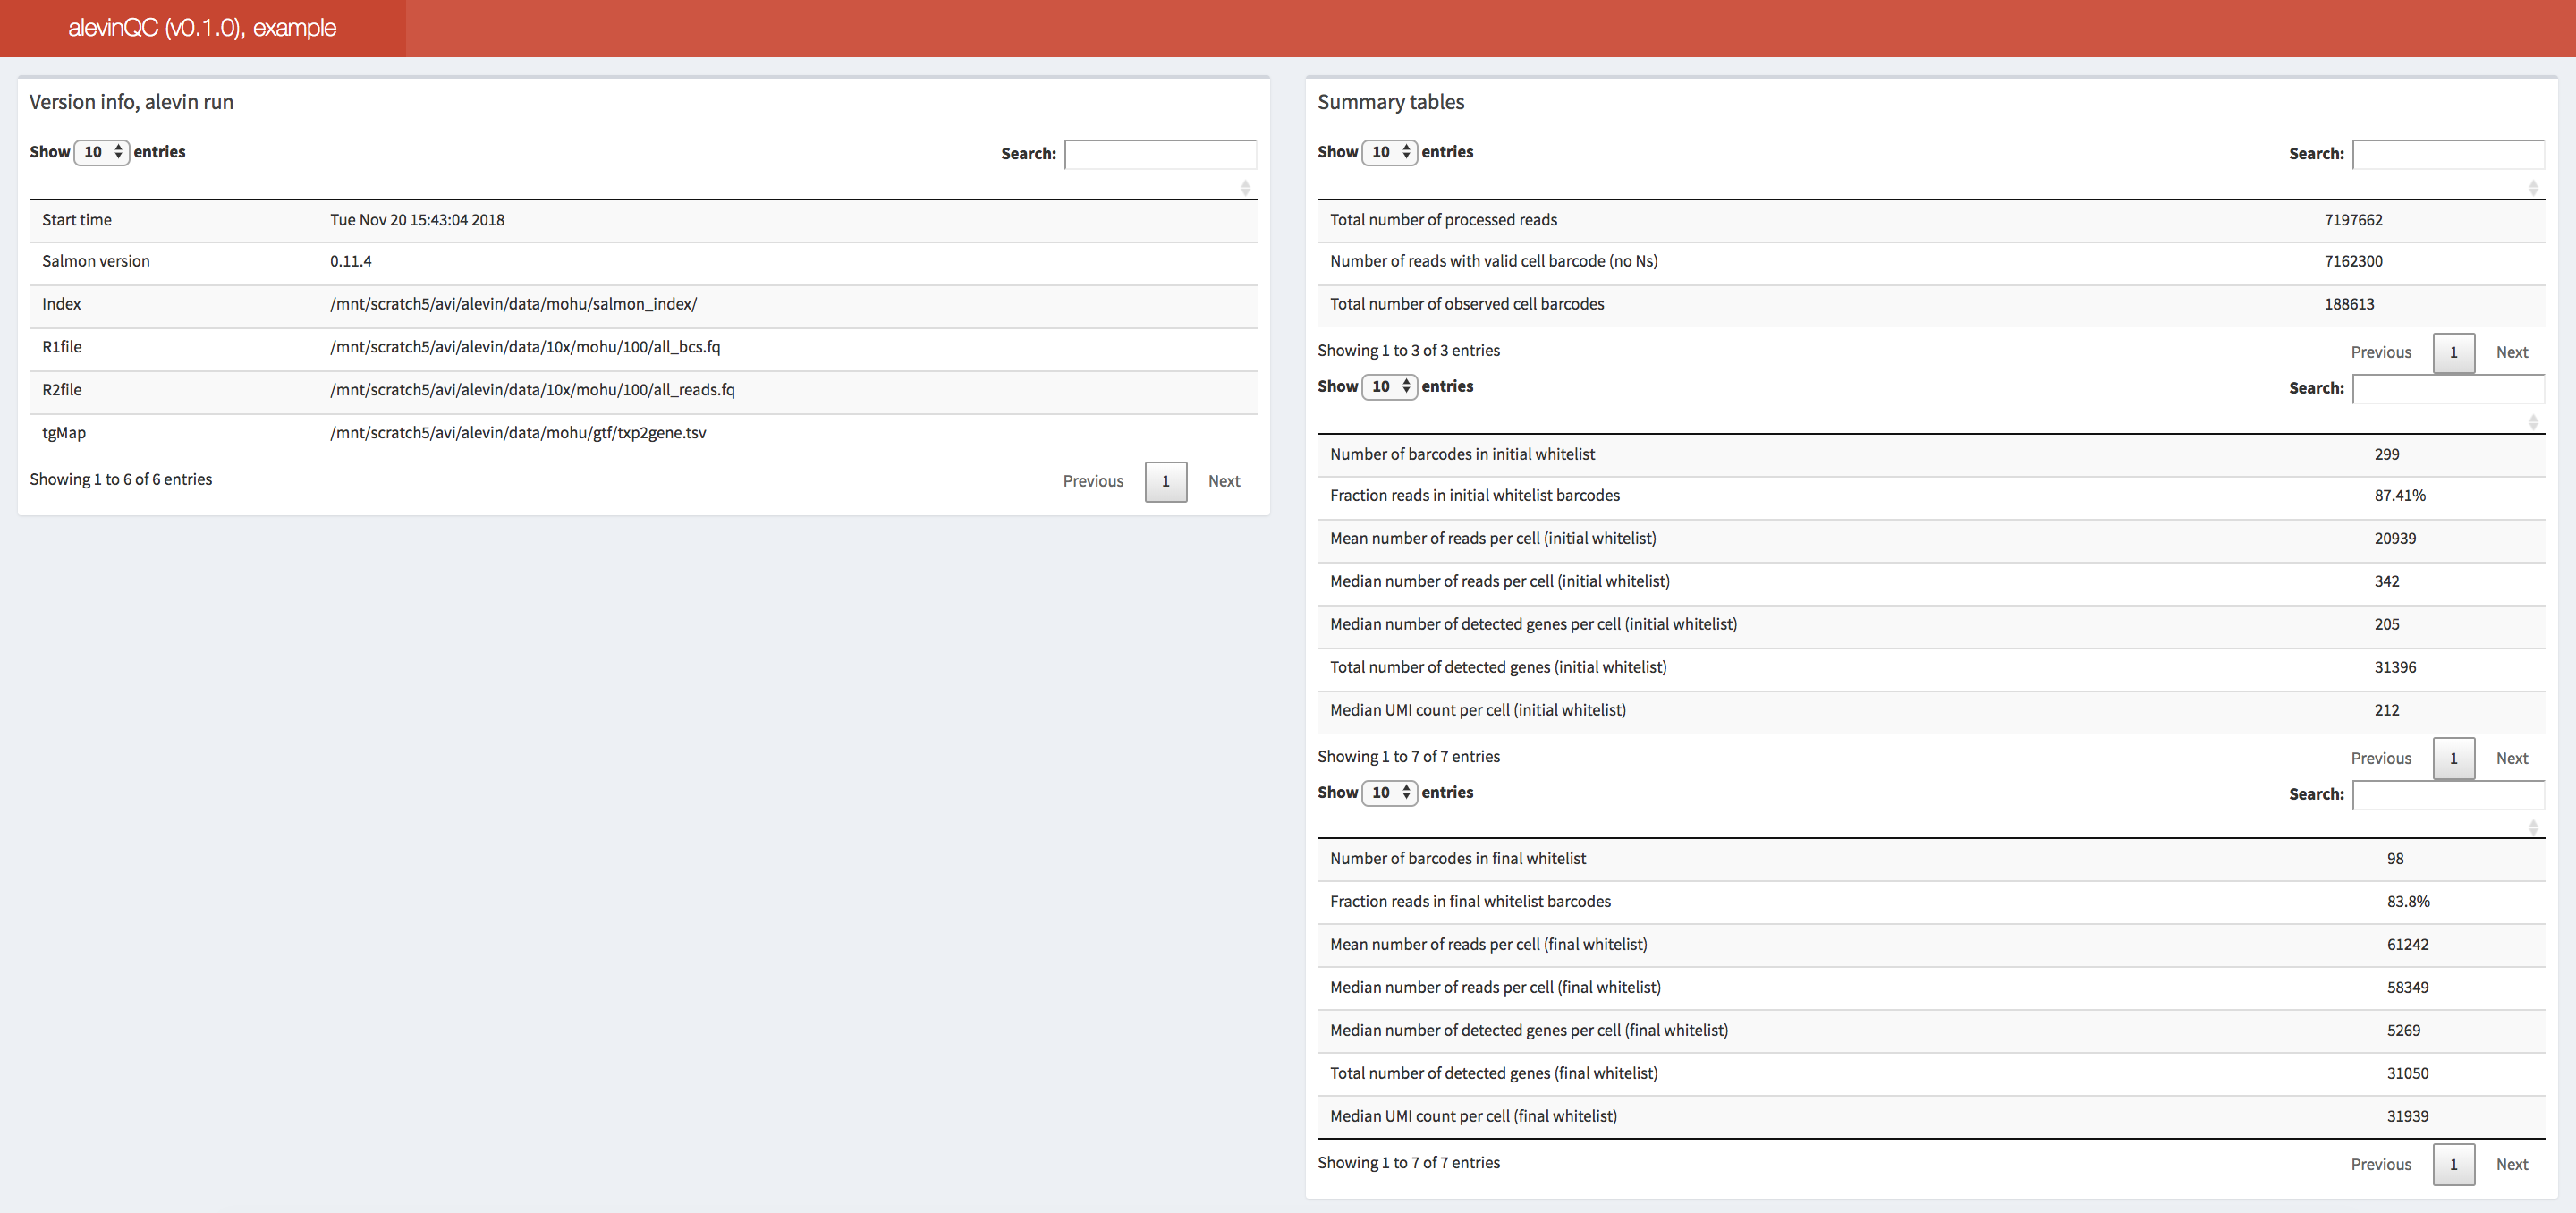 alevinQC (v0.1.0), example
Version info, alevin run
Show 10 entries Search:
Start time Tue Nov 20 15:43:04 2018
Salmon version 0.11.4
Index /mnt/scratch5/avi/alevin/data/mohu/salmon_index/
R1file /mnt/scratch5/avi/alevin/data/10x/mohu/100/all_bcs.fq
R2file /mnt/scratch5/avi/alevin/data/10x/mohu/100/all_reads.fq
tgMap /mnt/scratch5/avi/alevin/data/mohu/gtf/txp2gene.tsv
Showing 1 to 6 of 6 entries Previous 1 Next
Summary tables
Show 10 entries Search:
Total number of processed reads 7197662
Number of reads with valid cell barcode (no Ns) 7162300
Total number of observed cell barcodes 188613
Showing 1 to 3 of 3 entries Previous 1 Next
Show 10 entries Search:
Number of barcodes in initial whitelist 299
Fraction reads in initial whitelist barcodes 87.41%
Mean number of reads per cell (initial whitelist) 20939
Median number of reads per cell (initial whitelist) 342
Median number of detected genes per cell (initial whitelist) 205
Total number of detected genes (initial whitelist) 31396
Median UMI count per cell (initial whitelist) 212
Showing 1 to 7 of 7 entries Previous 1 Next
Show 10 entries Search:
Number of barcodes in final whitelist 98
Fraction reads in final whitelist barcodes 83.8%
Mean number of reads per cell (final whitelist) 61242
Median number of reads per cell (final whitelist) 58349
Median number of detected genes per cell (final whitelist) 5269
Total number of detected genes (final whitelist) 31050
Median UMI count per cell (final whitelist) 31939
Showing 1 to 7 of 7 entries Previous 1 Next